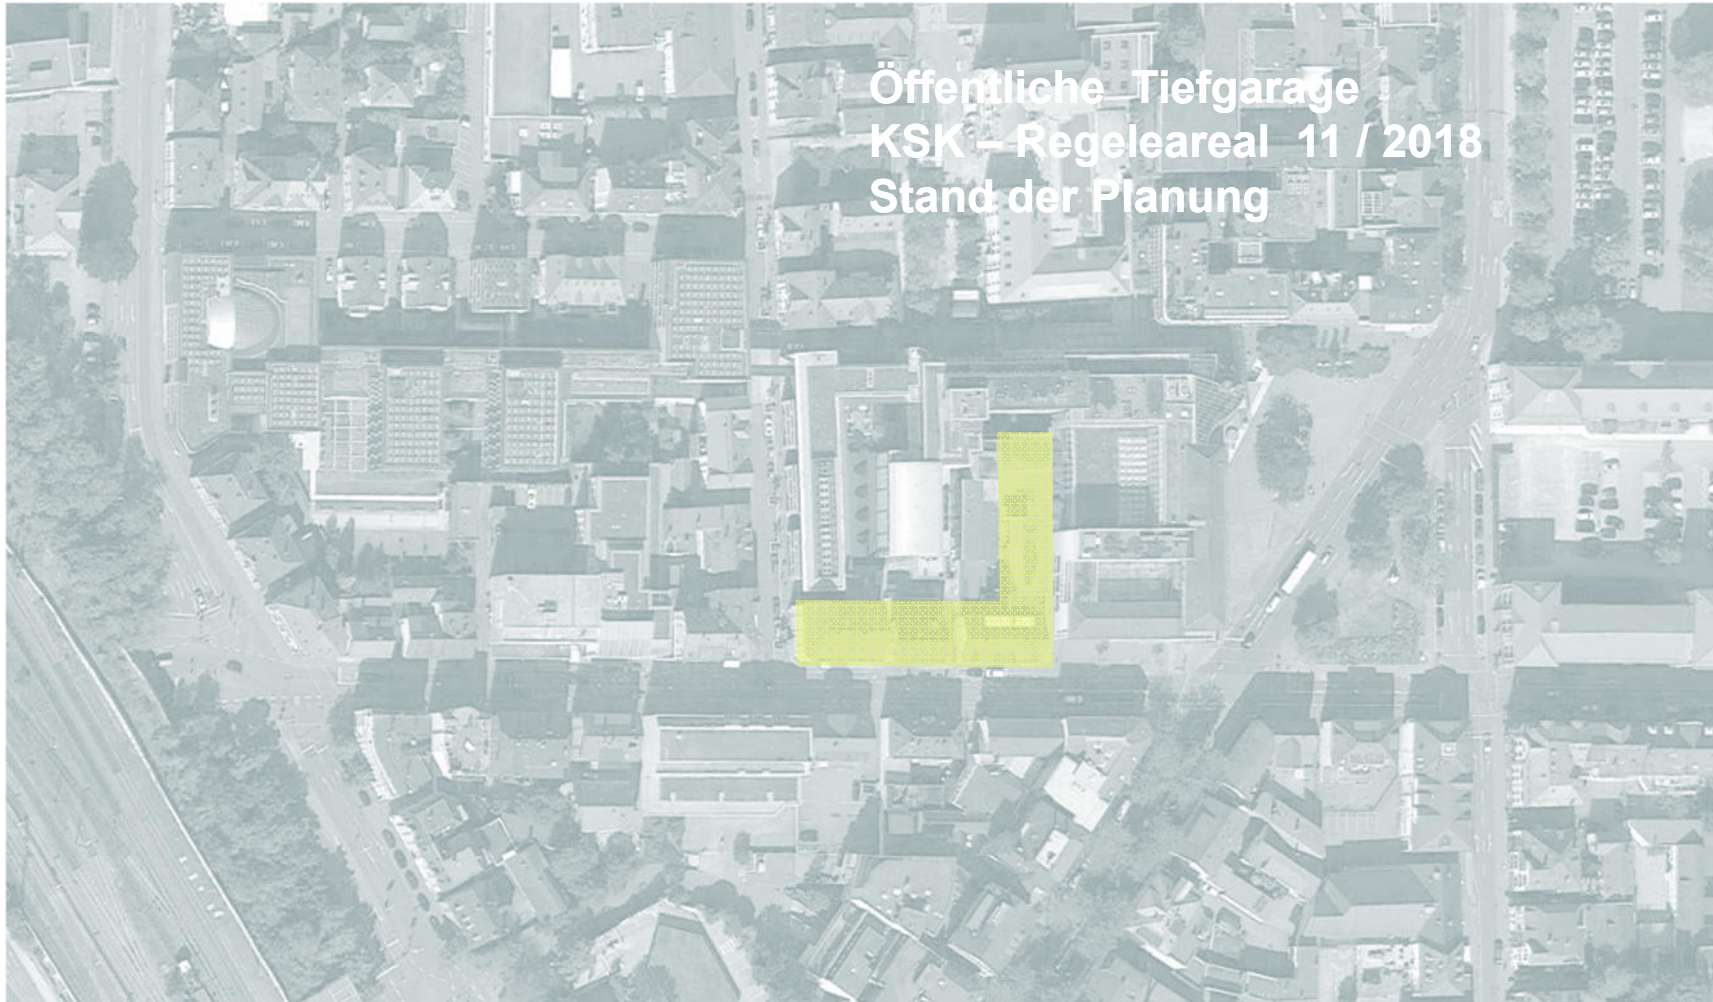 Öffentliche Tiefgarage
KSK – Regeleareal 11 / 2018
Stand der Planung